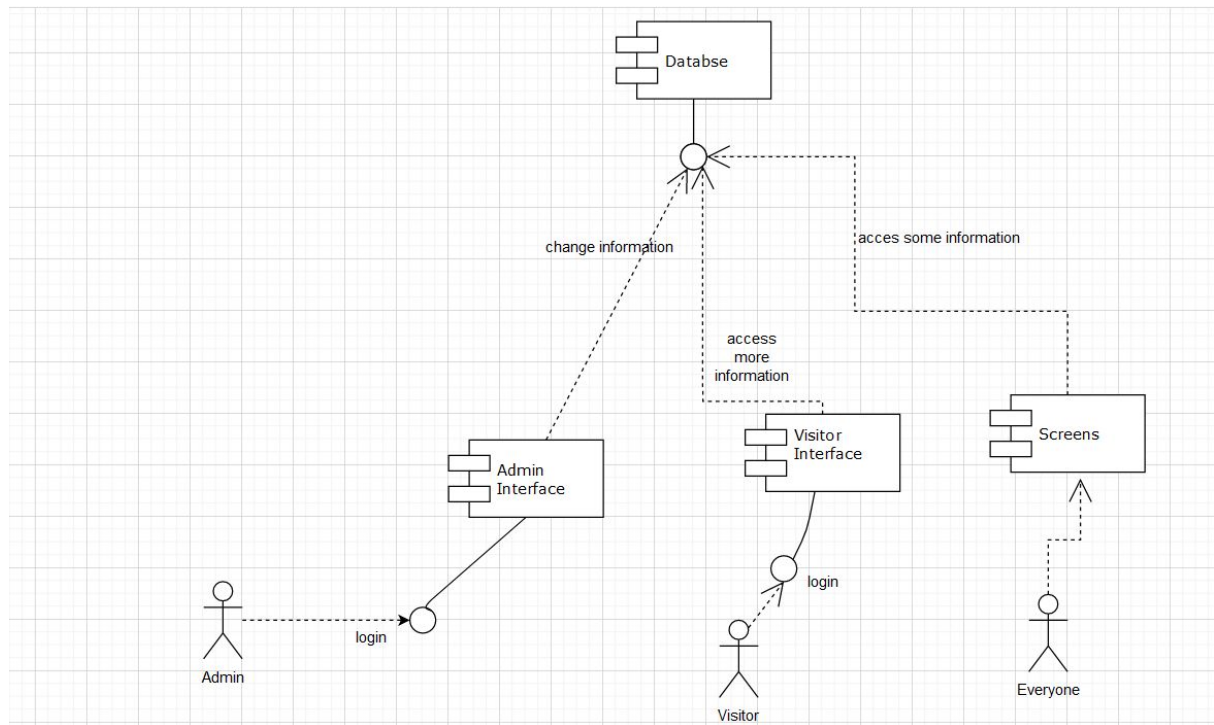 Databse
change information
acces some information
access
more
information
Visitor
Interface
Screens
Admin
Interface
login
login
Admin
Everyone
Visitor